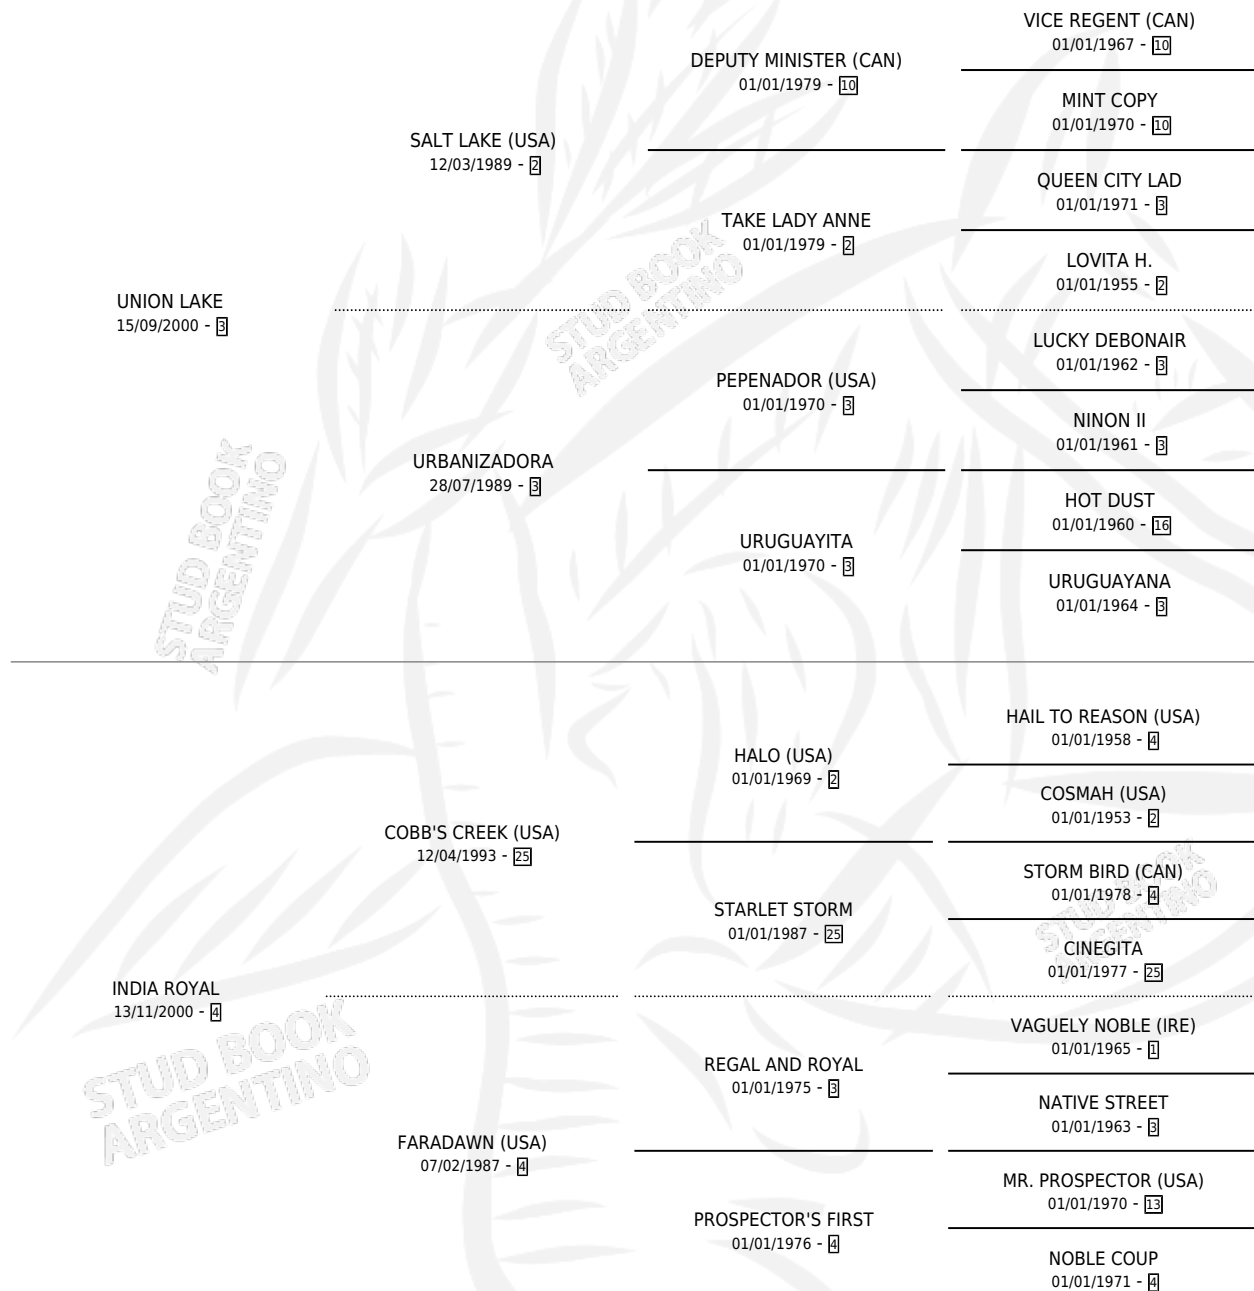 VICE REGENT (CAN)
01/01/1967 - 10
DEPUTY MINISTER (CAN)
01/01/1979 - 10
MINT COPY
01/01/1970 - 10
SALT LAKE (USA)
12/03/1989 - 2
QUEEN CITY LAD
01/01/1971 - 3
TAKE LADY ANNE
01/01/1979 - 2
LOVITA H.
01/01/1955 - 2
UNION LAKE
15/09/2000 - 3
STUD BOOK
ARGENTINO
LUCKY DEBONAIR
01/01/1962 - 3
PEPENADOR (USA)
01/01/1970 - 3
NINON II
01/01/1961 - 3
URBANIZADORA
28/07/1989 - 3
HOT DUST
01/01/1960 - 16
URUGUAYITA
01/01/1970 - 3
URUGUAYANA
01/01/1964 - 3
STUD BOOK
ARGENTINO
HAIL TO REASON (USA)
01/01/1958 - 4
HALO (USA)
01/01/1969 - 2
COSMAH (USA)
01/01/1953 - 2
COBB'S CREEK (USA)
12/04/1993 - 25
STORM BIRD (CAN)
01/01/1978 - 4
STARLET STORM
01/01/1987 - 25
STUD BOOK
ARGENTINO
CINEGITA
01/01/1977 - 25
INDIA ROYAL
13/11/2000 - 4
VAGUELY NOBLE (IRE)
01/01/1965 - 1
REGAL AND ROYAL
01/01/1975 - 3
NATIVE STREET
01/01/1963 - 3
STUD BOOK
ARGENTINO
FARADAWN (USA)
07/02/1987 - 4
MR. PROSPECTOR (USA)
01/01/1970 - 13
PROSPECTOR'S FIRST
01/01/1976 - 4
NOBLE COUP
01/01/1971 - 4